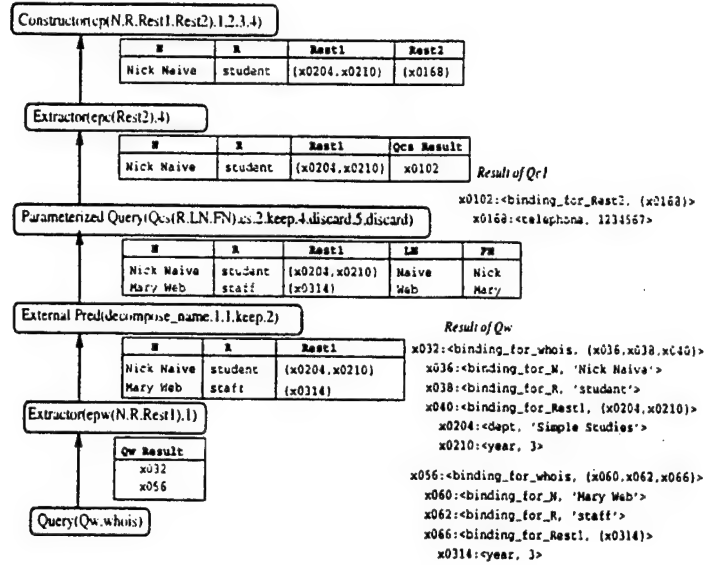 Constructor(cp(N.R.Rest1.Rest2).1,2,3,4)
N R Rest1 Rest2
Nick Naive student {x0204,x0210} {x0168}
Extractor(epc(Rest2).4)
N R Rest1 Qcs Result
Nick Naive student {x0204,x0210} x0102
Result of Qc1
x0102:<binding_for_Rest2, {x0168}>
x0168:<telephone, 1234567>
Parameterized Query(Qcs(R.LN.FN).cs.2.keep.4.discard.5.discard)
N R Rest1 LN FN
Nick Naive student {x0204,x0210} Naive Nick
Mary Web staff {x0314} Web Mary
External Pred(decompose_name.1.1.keep.2)
N R Rest1
Nick Naive student {x0204,x0210}
Mary Web staff {x0314}
Extractor(epw(N.R.Rest1).1)
Qw Result
x032
x056
Query(Qw.whois)
Result of Qw
x032:<binding_for_whois, {x036,x038,x040}>
x036:<binding_for_N, 'Nick Naive'>
x038:<binding_for_R, 'student'>
x040:<binding_for_Rest1, {x0204,x0210}>
x0204:<dept, 'Simple Studies'>
x0210:<year, 3>
x056:<binding_for_whois, {x060,x062,x066}>
x060:<binding_for_N, 'Mary Web'>
x062:<binding_for_R, 'staff'>
x066:<binding_for_Rest1, {x0314}>
x0314:<year, 3>